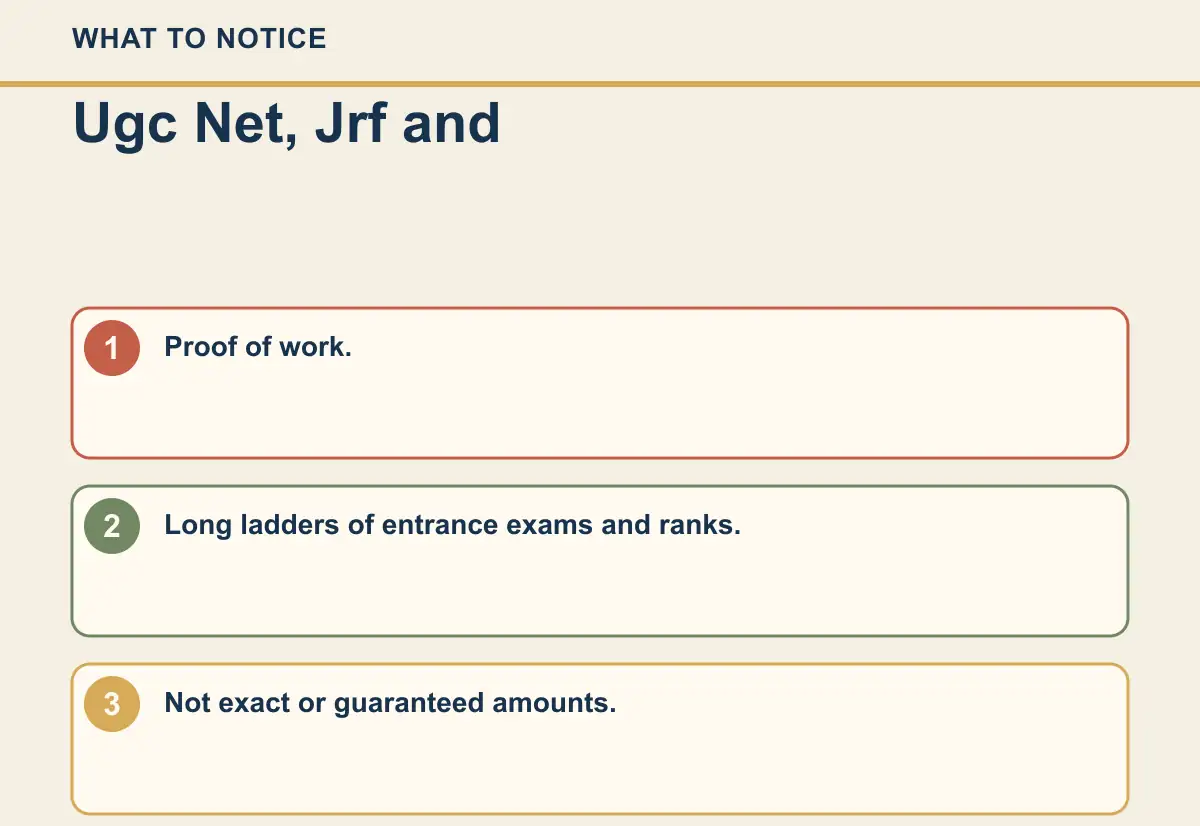 WHAT TO NOTICE
Ugc Net, Jrf and
1 Proof of work.
2 Long ladders of entrance exams and ranks.
3 Not exact or guaranteed amounts.